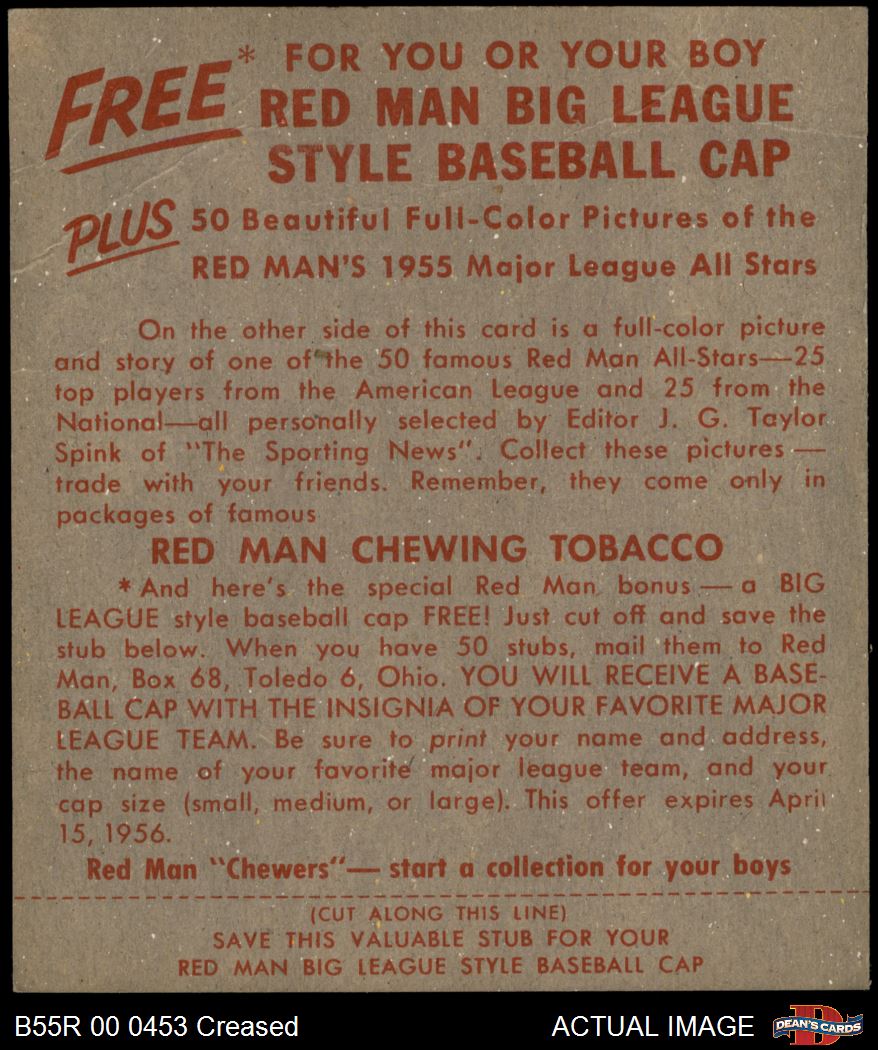 FREE* FOR YOU OR YOUR BOY
RED MAN BIG LEAGUE
STYLE BASEBALL CAP
PLUS 50 Beautiful Full-Color Pictures of the
RED MAN'S 1955 Major League All Stars
On the other side of this card is a full-color picture
and story of one of the 50 famous Red Man All-Stars—25
top players from the American League and 25 from the
National—all personally selected by Editor J. G. Taylor
Spink of "The Sporting News". Collect these pictures—
trade with your friends. Remember, they come only in
packages of famous
RED MAN CHEWING TOBACCO
*And here's the special Red Man bonus—a BIG
LEAGUE style baseball cap FREE! Just cut off and save the
stub below. When you have 50 stubs, mail them to Red
Man, Box 68, Toledo 6, Ohio. YOU WILL RECEIVE A BASE-
BALL CAP WITH THE INSIGNIA OF YOUR FAVORITE MAJOR
LEAGUE TEAM. Be sure to print your name and address,
the name of your favorite major league team, and your
cap size (small, medium, or large). This offer expires April
15, 1956.
Red Man "Chewers"—start a collection for your boys
(CUT ALONG THIS LINE)
SAVE THIS VALUABLE STUB FOR YOUR
RED MAN BIG LEAGUE STYLE BASEBALL CAP
B55R 00 0453 Creased
ACTUAL IMAGE
DEAN'S CARDS